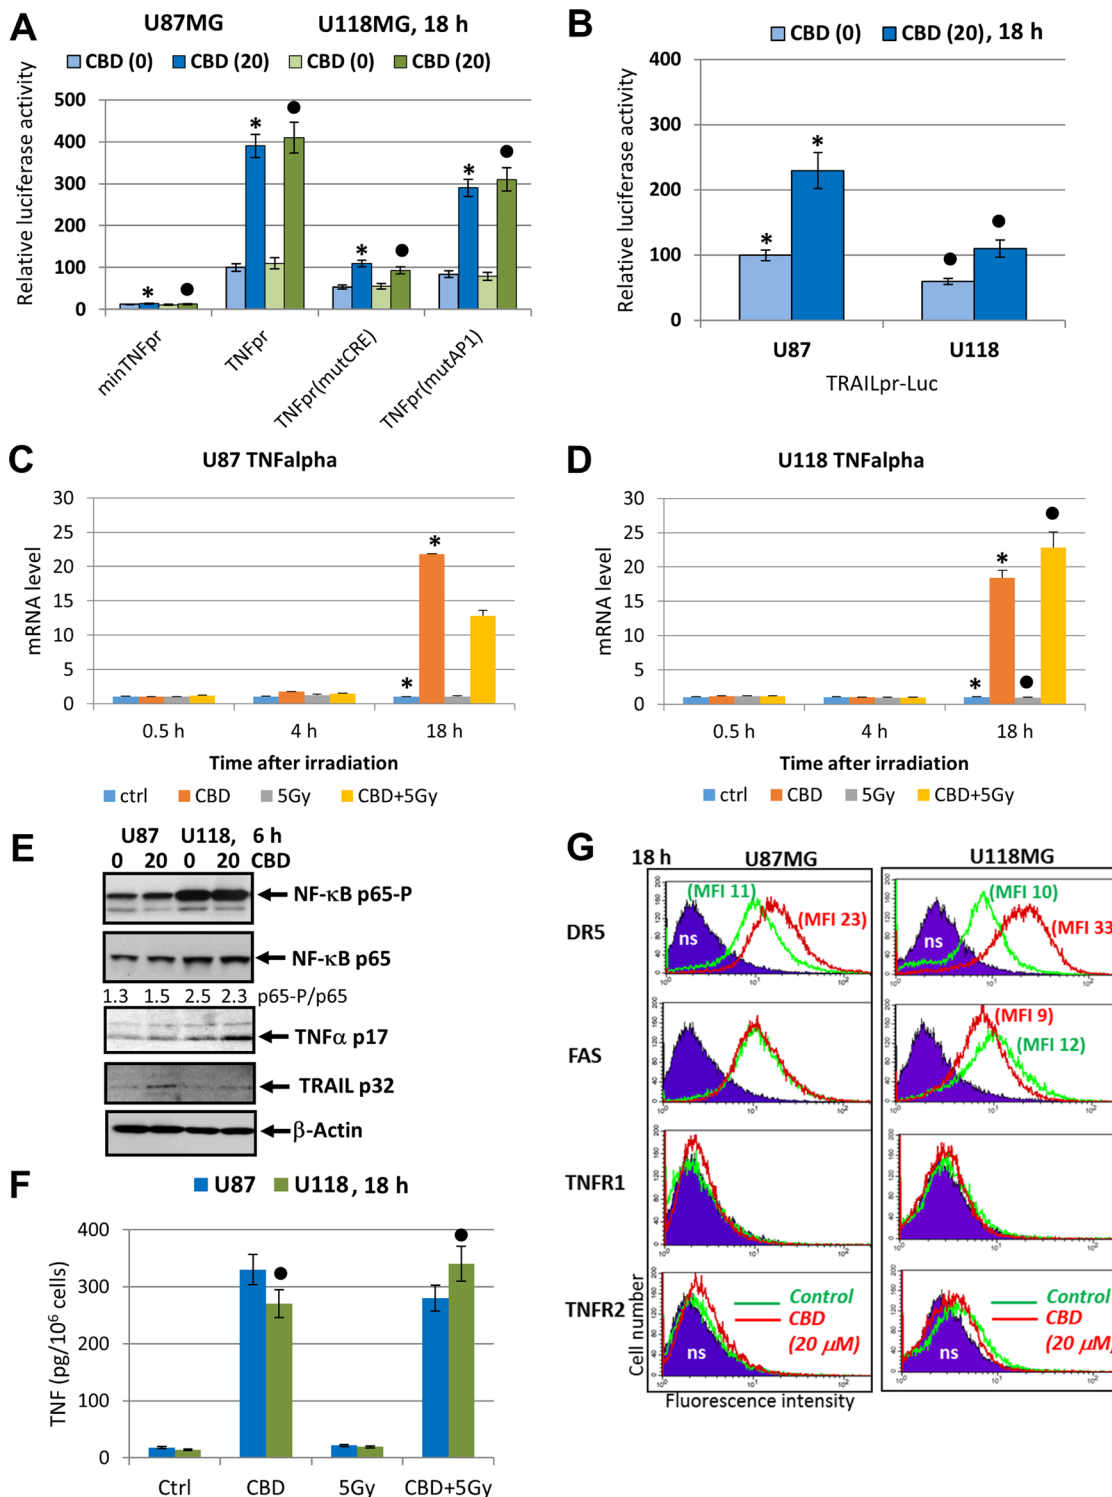 A
U87MG
U118MG, 18 h
CBD (0)
CBD (20)
CBD (0)
CBD (20)
Relative luciferase activity
500
400
300
200
100
0
*
*
*
*
minTNFpr
TNFpr
TNFpr(mutCRE)
TNFpr(mutAP1)
B
CBD (0)
CBD (20), 18 h
Relative luciferase activity
400
300
200
100
0
*
*
U87
U118
TRAILpr-Luc
C
U87 TNFalpha
mRNA level
30
25
20
15
10
5
0
*
*
0.5 h
4 h
18 h
Time after irradiation
ctrl
CBD
5Gy
CBD+5Gy
D
U118 TNFalpha
mRNA level
30
25
20
15
10
5
0
*
*
0.5 h
4 h
18 h
Time after irradiation
ctrl
CBD
5Gy
CBD+5Gy
E
U87 U118, 6 h
0 20 0 20 CBD
NF-κB p65-P
NF-κB p65
1.3 1.5 2.5 2.3 p65-P/p65
TNFα p17
TRAIL p32
β-Actin
F
U87
U118, 18 h
TNF (pg/10⁶ cells)
400
300
200
100
0
Ctrl
CBD
5Gy
CBD+5Gy
G
18 h
U87MG
U118MG
DR5
(MFI 11)
(MFI 23)
ns
(MFI 10)
(MFI 33
ns
FAS
(MFI 9)
(MFI 12)
TNFR1
TNFR2
Cell number
Control
CBD
(20 µM)
ns
Control
CBD
(20 µM)
ns
Fluorescence intensity